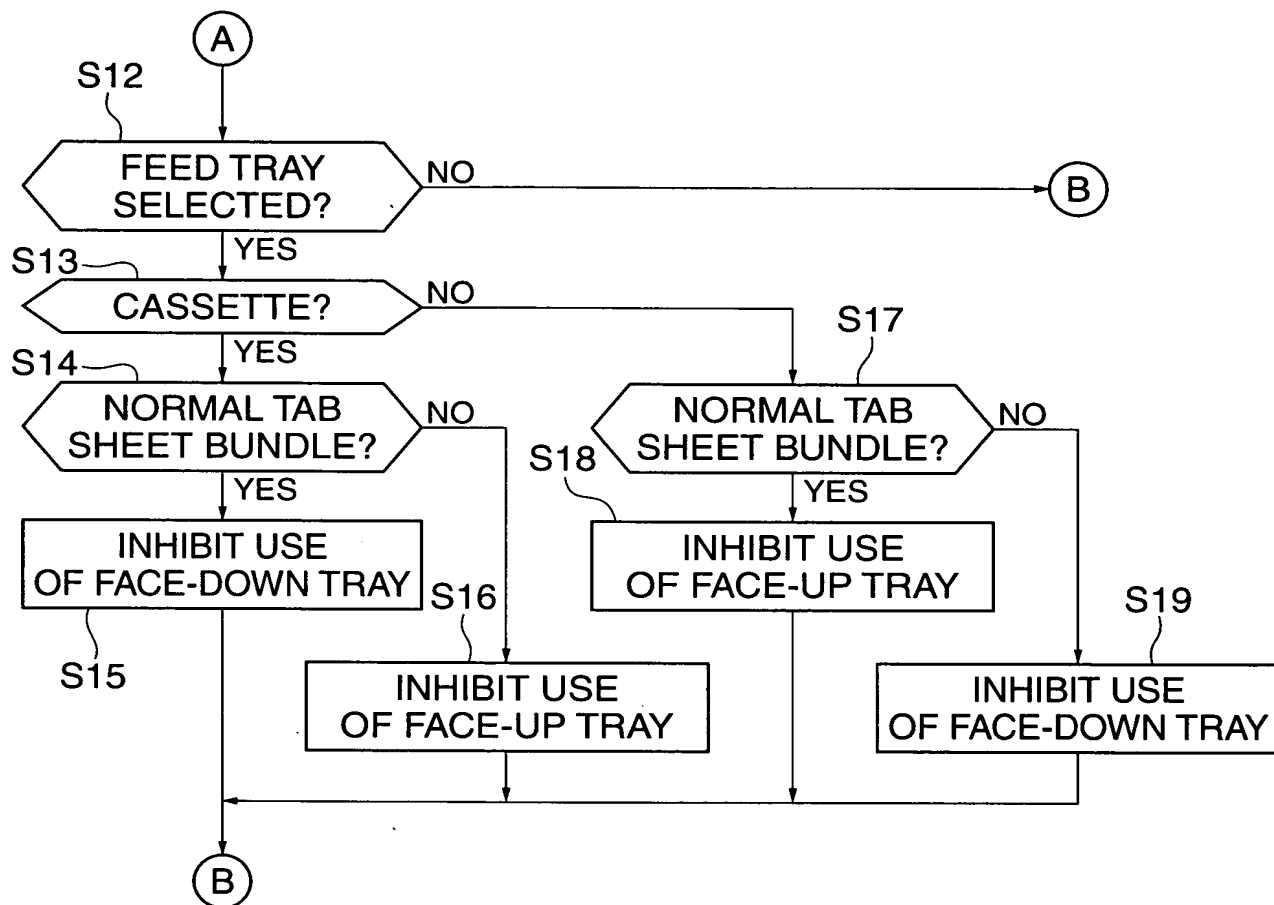 A
S12
FEED TRAY
SELECTED?
NO
B
YES
S13
CASSETTE?
NO
YES
S14
NORMAL TAB
SHEET BUNDLE?
NO
YES
S17
NORMAL TAB
SHEET BUNDLE?
NO
YES
S18
INHIBIT USE
OF FACE-DOWN TRAY
S15
INHIBIT USE
OF FACE-UP TRAY
S16
INHIBIT USE
OF FACE-UP TRAY
S19
INHIBIT USE
OF FACE-DOWN TRAY
B